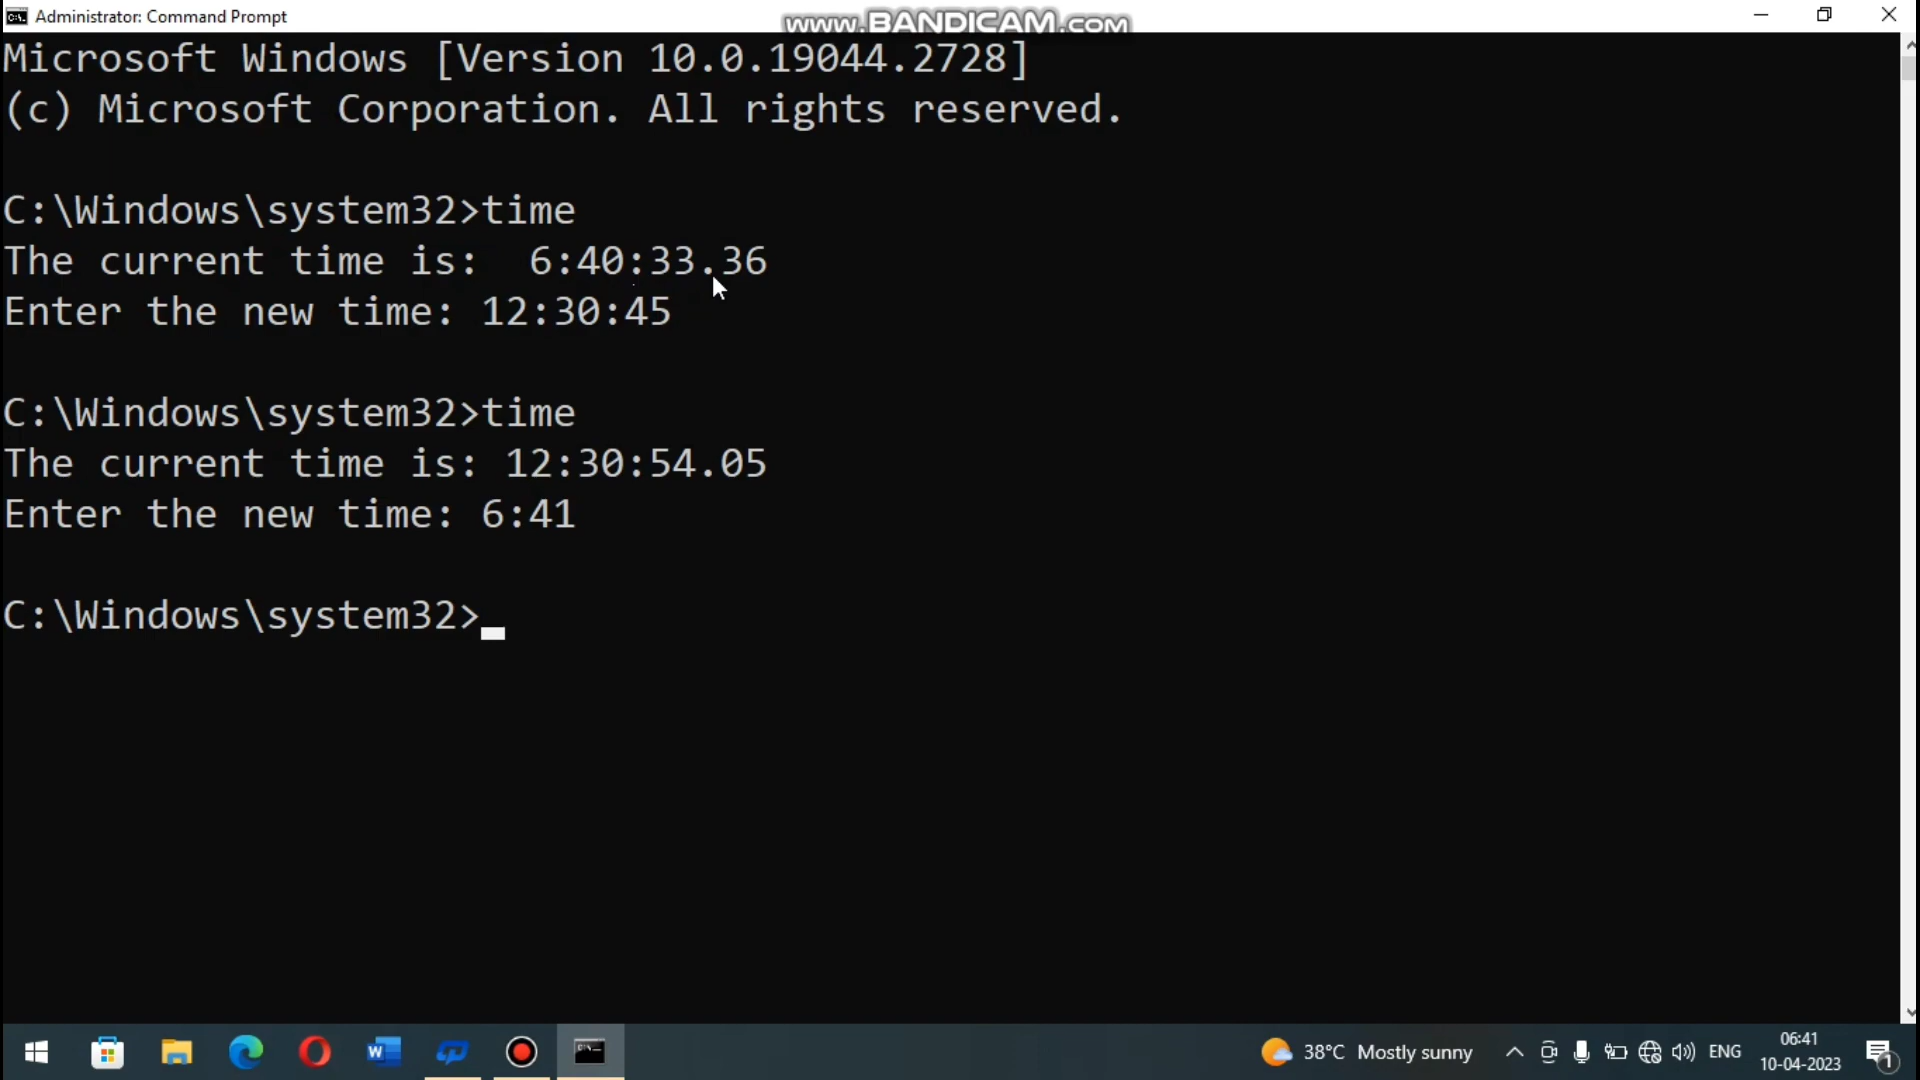 Administrator: Command Prompt
www.BANDICAM.com
Microsoft Windows [Version 10.0.19044.2728]
(c) Microsoft Corporation. All rights reserved.
C:\Windows\system32>time
The current time is:  6:40:33.36
Enter the new time: 12:30:45
C:\Windows\system32>time
The current time is: 12:30:54.05
Enter the new time: 6:41
C:\Windows\system32>
38°C Mostly sunny
ENG
06:41
10-04-2023
1